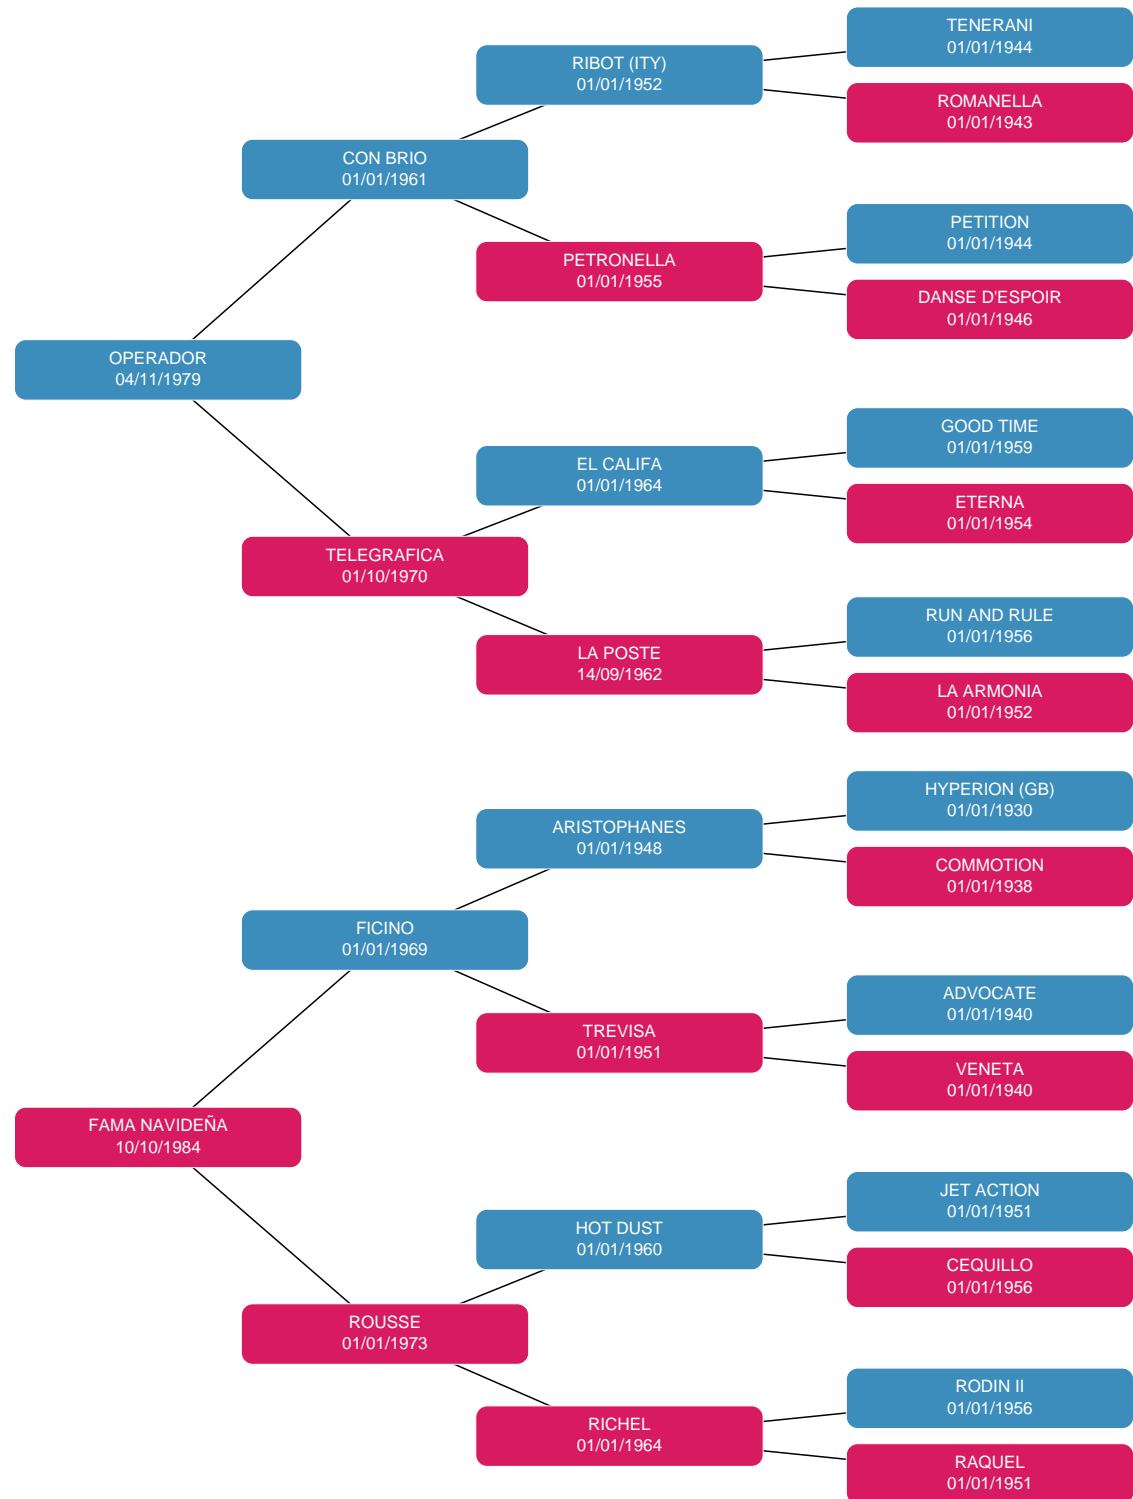 TENERANI
01/01/1944
RIBOT (ITY)
01/01/1952
ROMANELLA
01/01/1943
CON BRIO
01/01/1961
PETITION
01/01/1944
PETRONELLA
01/01/1955
DANSE D'ESPOIR
01/01/1946
OPERADOR
04/11/1979
GOOD TIME
01/01/1959
EL CALIFA
01/01/1964
ETERNA
01/01/1954
TELEGRAFICA
01/10/1970
RUN AND RULE
01/01/1956
LA POSTE
14/09/1962
LA ARMONIA
01/01/1952
HYPERION (GB)
01/01/1930
ARISTOPHANES
01/01/1948
COMMOTION
01/01/1938
FICINO
01/01/1969
ADVOCATE
01/01/1940
TREVISA
01/01/1951
VENETA
01/01/1940
FAMA NAVIDEÑA
10/10/1984
JET ACTION
01/01/1951
HOT DUST
01/01/1960
CEQUILLO
01/01/1956
ROUSSE
01/01/1973
RODIN II
01/01/1956
RICHEL
01/01/1964
RAQUEL
01/01/1951